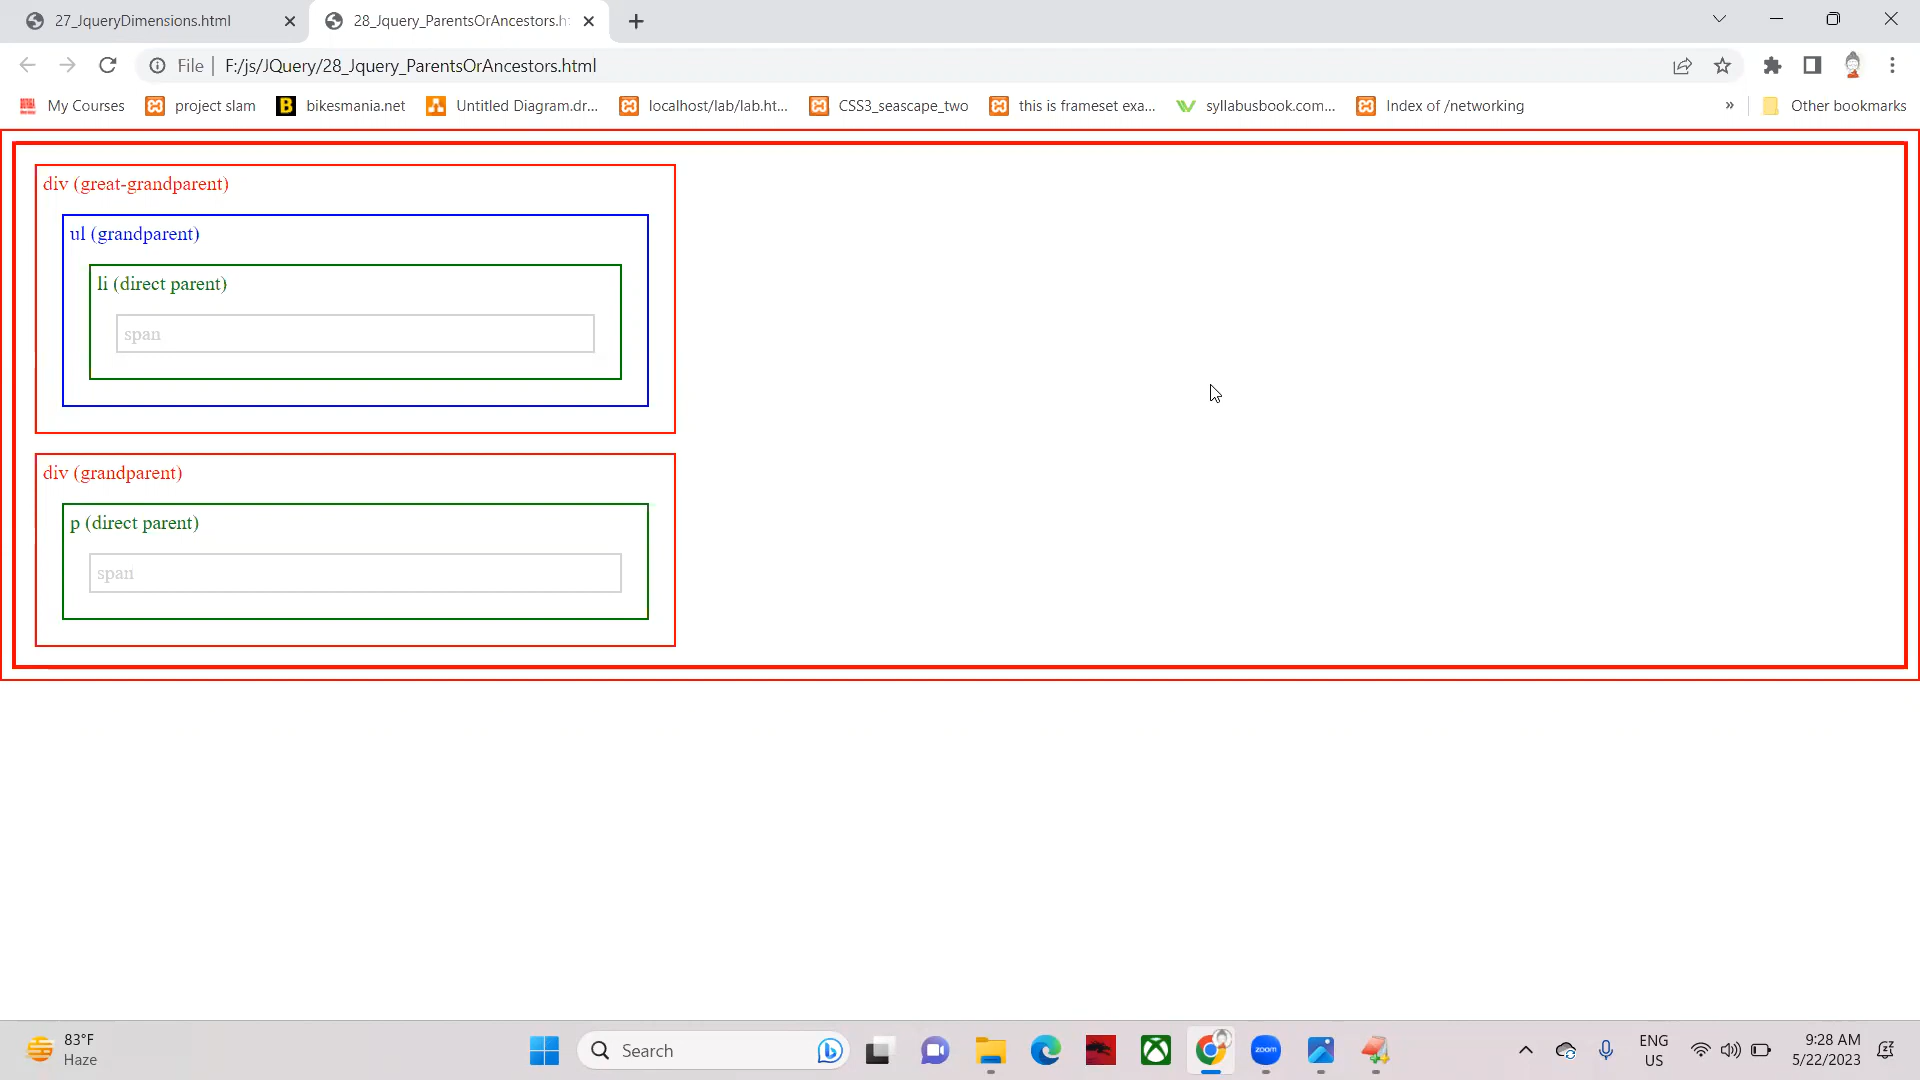 27_JqueryDimensions.html
28_Jquery_ParentsOrAncestors.h
File
F:/js/JQuery/28_Jquery_ParentsOrAncestors.html
My Courses
project slam
bikesmania.net
Untitled Diagram.dr...
localhost/lab/lab.ht...
CSS3_seascape_two
this is frameset exa...
syllabusbook.com...
Index of /networking
»
Other bookmarks
div (great-grandparent)
ul (grandparent)
li (direct parent)
span
div (grandparent)
p (direct parent)
span
83°F
Haze
Search
zoom
ENG
US
9:28 AM
5/22/2023